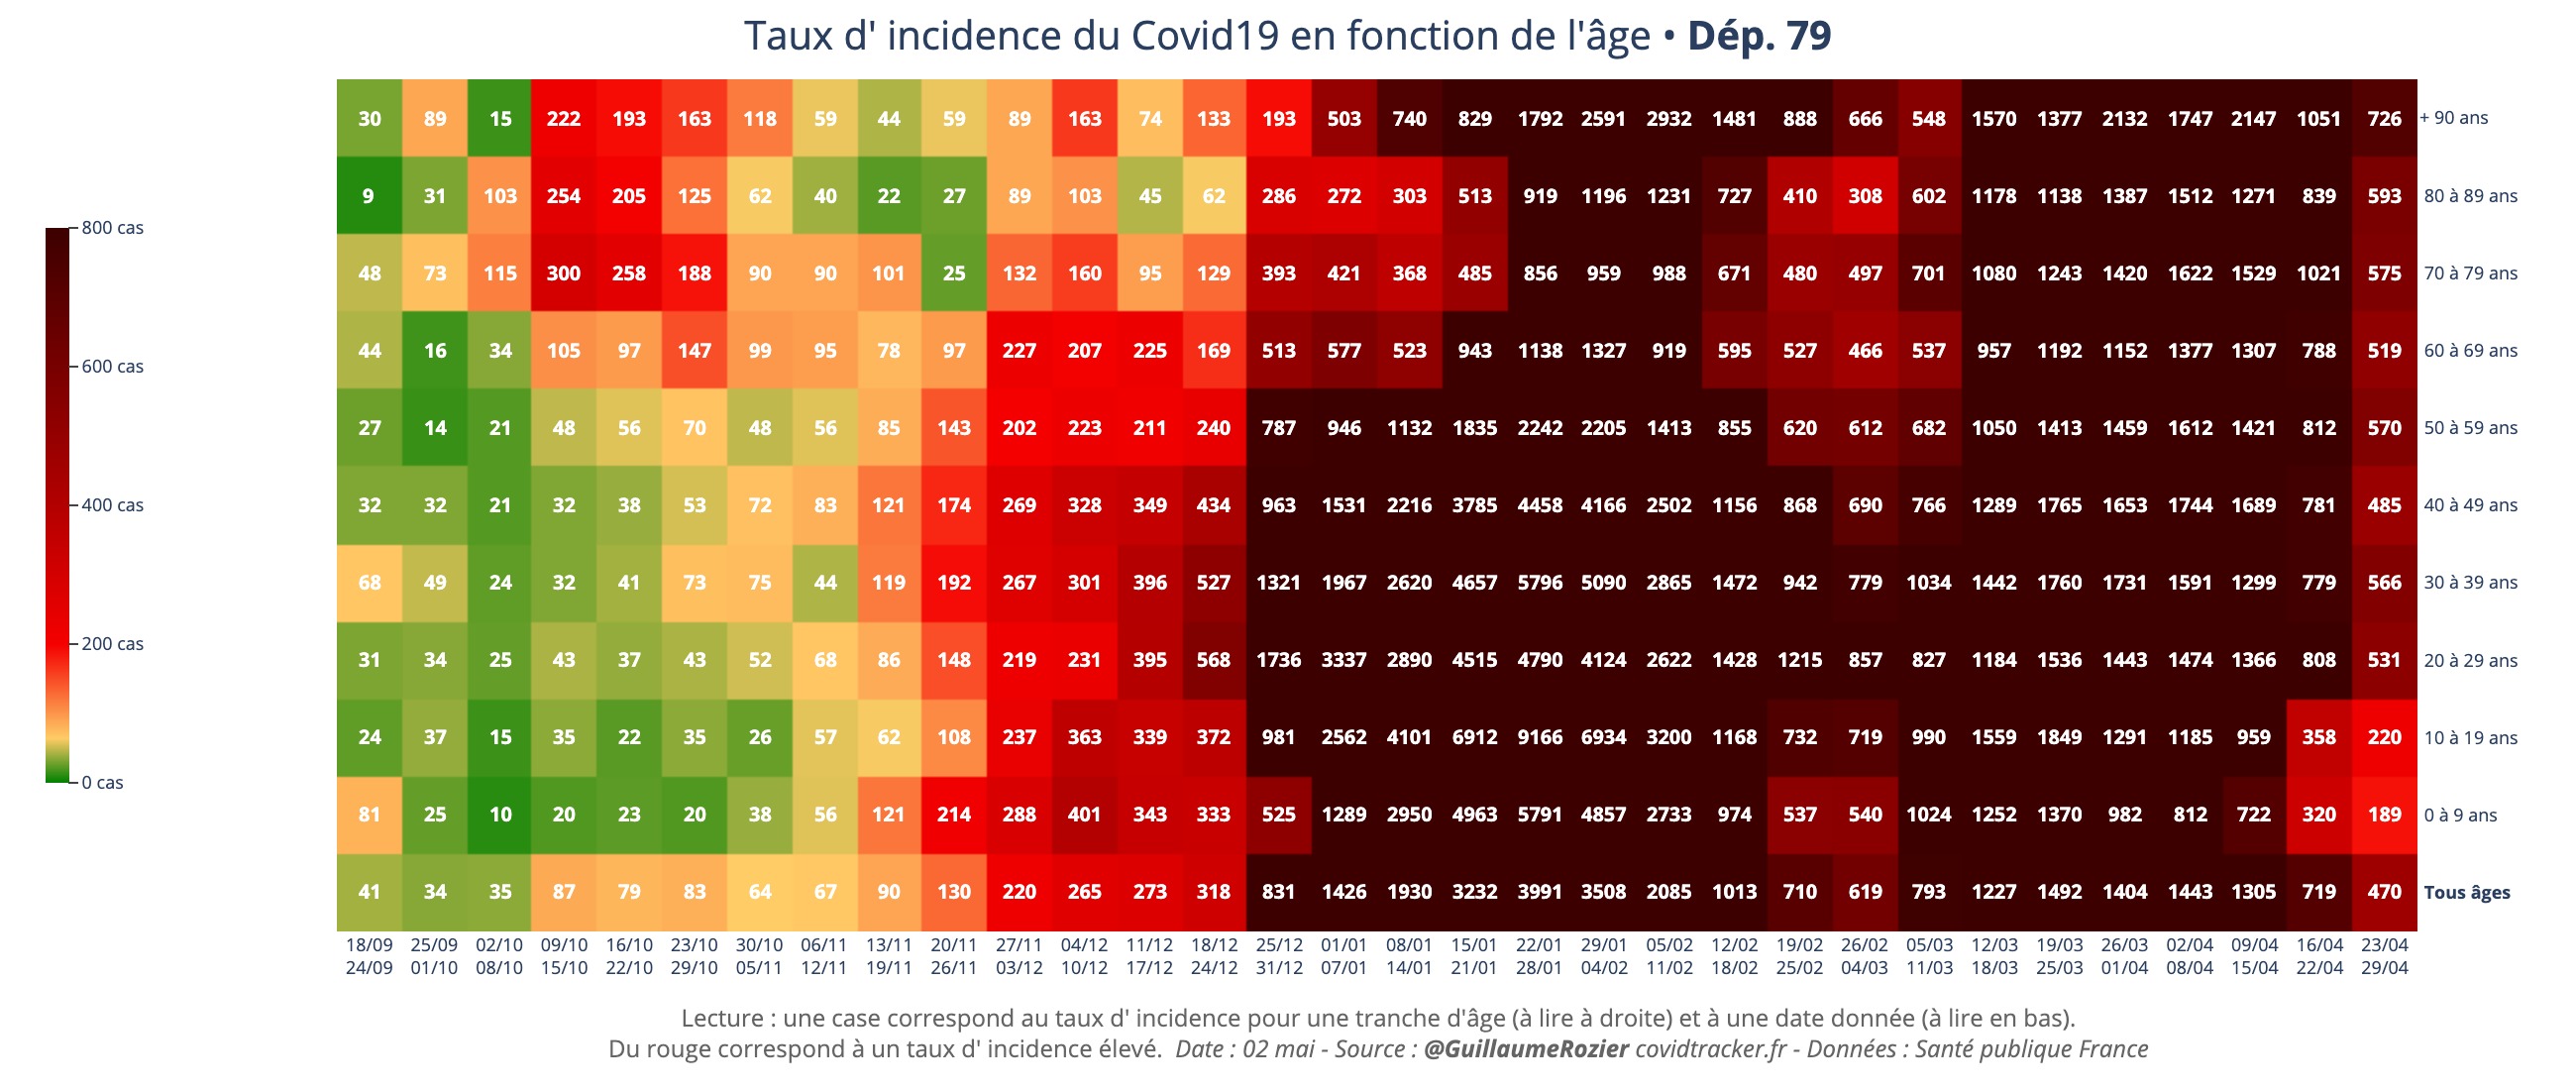 Taux d' incidence du Covid19 en fonction de l'âge • Dép. 79
30 89 15 222 193 163 118 59 44 59 89 163 74 133 193 503 740 829 1792 2591 2932 1481 888 666 548 1570 1377 2132 1747 2147 1051 726 + 90 ans
9 31 103 254 205 125 62 40 22 27 89 103 45 62 286 272 303 513 919 1196 1231 727 410 308 602 1178 1138 1387 1512 1271 839 593 80 à 89 ans
48 73 115 300 258 188 90 90 101 25 132 160 95 129 393 421 368 485 856 959 988 671 480 497 701 1080 1243 1420 1622 1529 1021 575 70 à 79 ans
44 16 34 105 97 147 99 95 78 97 227 207 225 169 513 577 523 943 1138 1327 919 595 527 466 537 957 1192 1152 1377 1307 788 519 60 à 69 ans
27 14 21 48 56 70 48 56 85 143 202 223 211 240 787 946 1132 1835 2242 2205 1413 855 620 612 682 1050 1413 1459 1612 1421 812 570 50 à 59 ans
32 32 21 32 38 53 72 83 121 174 269 328 349 434 963 1531 2216 3785 4458 4166 2502 1156 868 690 766 1289 1765 1653 1744 1689 781 485 40 à 49 ans
68 49 24 32 41 73 75 44 119 192 267 301 396 527 1321 1967 2620 4657 5796 5090 2865 1472 942 779 1034 1442 1760 1731 1591 1299 779 566 30 à 39 ans
31 34 25 43 37 43 52 68 86 148 219 231 395 568 1736 3337 2890 4515 4790 4124 2622 1428 1215 857 827 1184 1536 1443 1474 1366 808 531 20 à 29 ans
24 37 15 35 22 35 26 57 62 108 237 363 339 372 981 2562 4101 6912 9166 6934 3200 1168 732 719 990 1559 1849 1291 1185 959 358 220 10 à 19 ans
81 25 10 20 23 20 38 56 121 214 288 401 343 333 525 1289 2950 4963 5791 4857 2733 974 537 540 1024 1252 1370 982 812 722 320 189 0 à 9 ans
41 34 35 87 79 83 64 67 90 130 220 265 273 318 831 1426 1930 3232 3991 3508 2085 1013 710 619 793 1227 1492 1404 1443 1305 719 470 Tous âges
18/09 25/09 02/10 09/10 16/10 23/10 30/10 06/11 13/11 20/11 27/11 04/12 11/12 18/12 25/12 01/01 08/01 15/01 22/01 29/01 05/02 12/02 19/02 26/02 05/03 12/03 19/03 26/03 02/04 09/04 16/04 23/04
24/09 01/10 08/10 15/10 22/10 29/10 05/11 12/11 19/11 26/11 03/12 10/12 17/12 24/12 31/12 07/01 14/01 21/01 28/01 04/02 11/02 18/02 25/02 04/03 11/03 18/03 25/03 01/04 08/04 15/04 22/04 29/04
800 cas
600 cas
400 cas
200 cas
0 cas
Lecture : une case correspond au taux d' incidence pour une tranche d'âge (à lire à droite) et à une date donnée (à lire en bas).
Du rouge correspond à un taux d' incidence élevé. Date : 02 mai - Source : @GuillaumeRozier covidtracker.fr - Données : Santé publique France